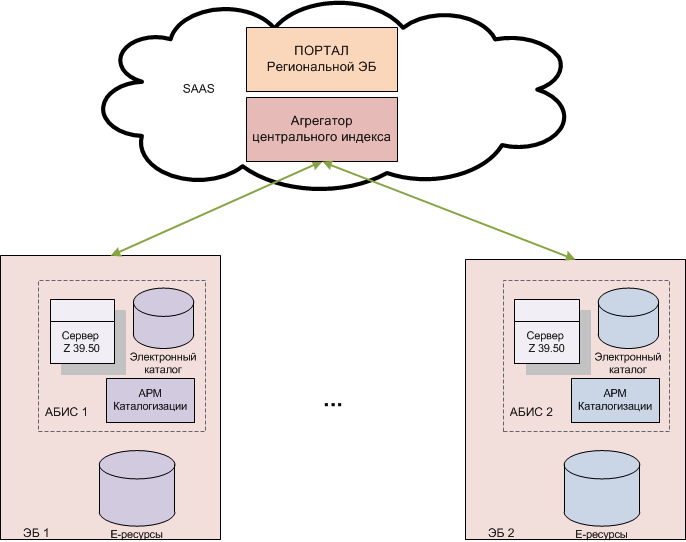 ПОРТАЛ
Региональной ЭБ
SAAS
Агрегатор
центрального индекса
Сервер
Z 39.50
Электронный
каталог
АРМ
Каталогизации
АБИС 1
Е-ресурсы
ЭБ 1
...
Сервер
Z 39.50
Электронный
каталог
АРМ
Каталогизации
АБИС 2
Е-ресурсы
ЭБ 2